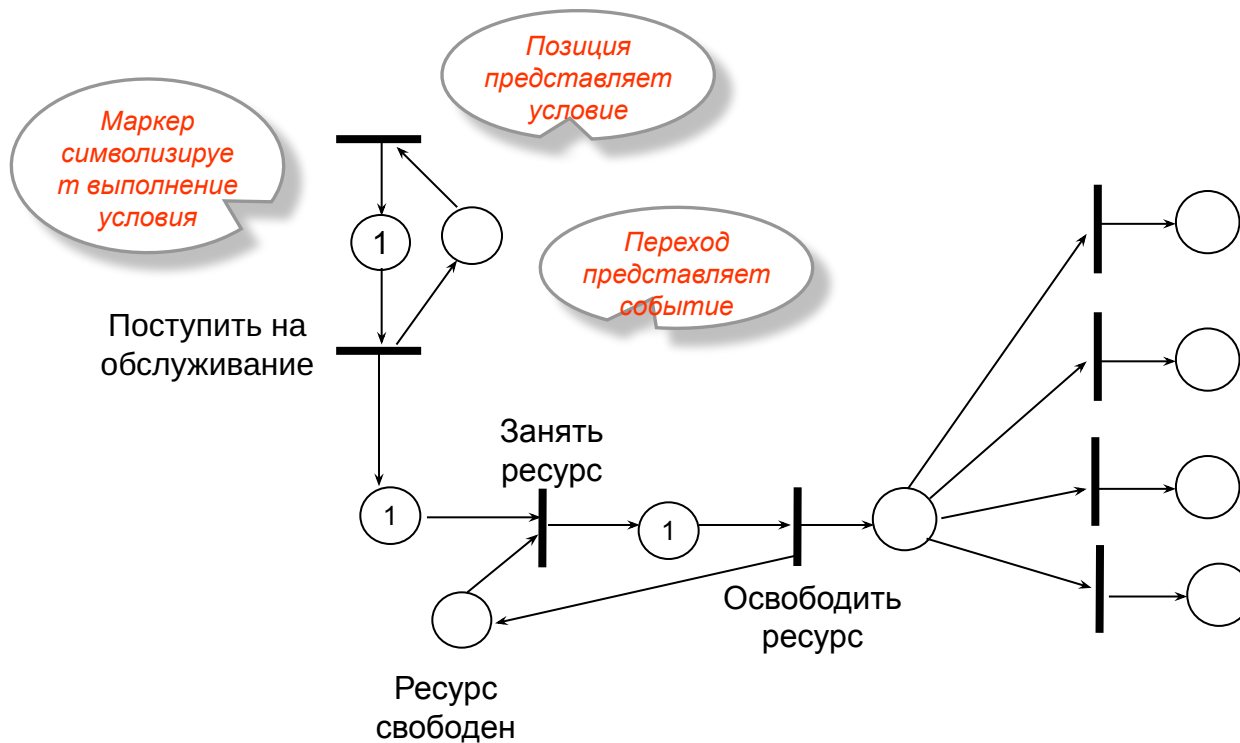 Позиция
представляет
условие
Маркер
символизируе
т выполнение
условия
1
Переход
представляет
событие
Поступить на
обслуживание
Занять
ресурс
1
1
Освободить
ресурс
Ресурс
свободен